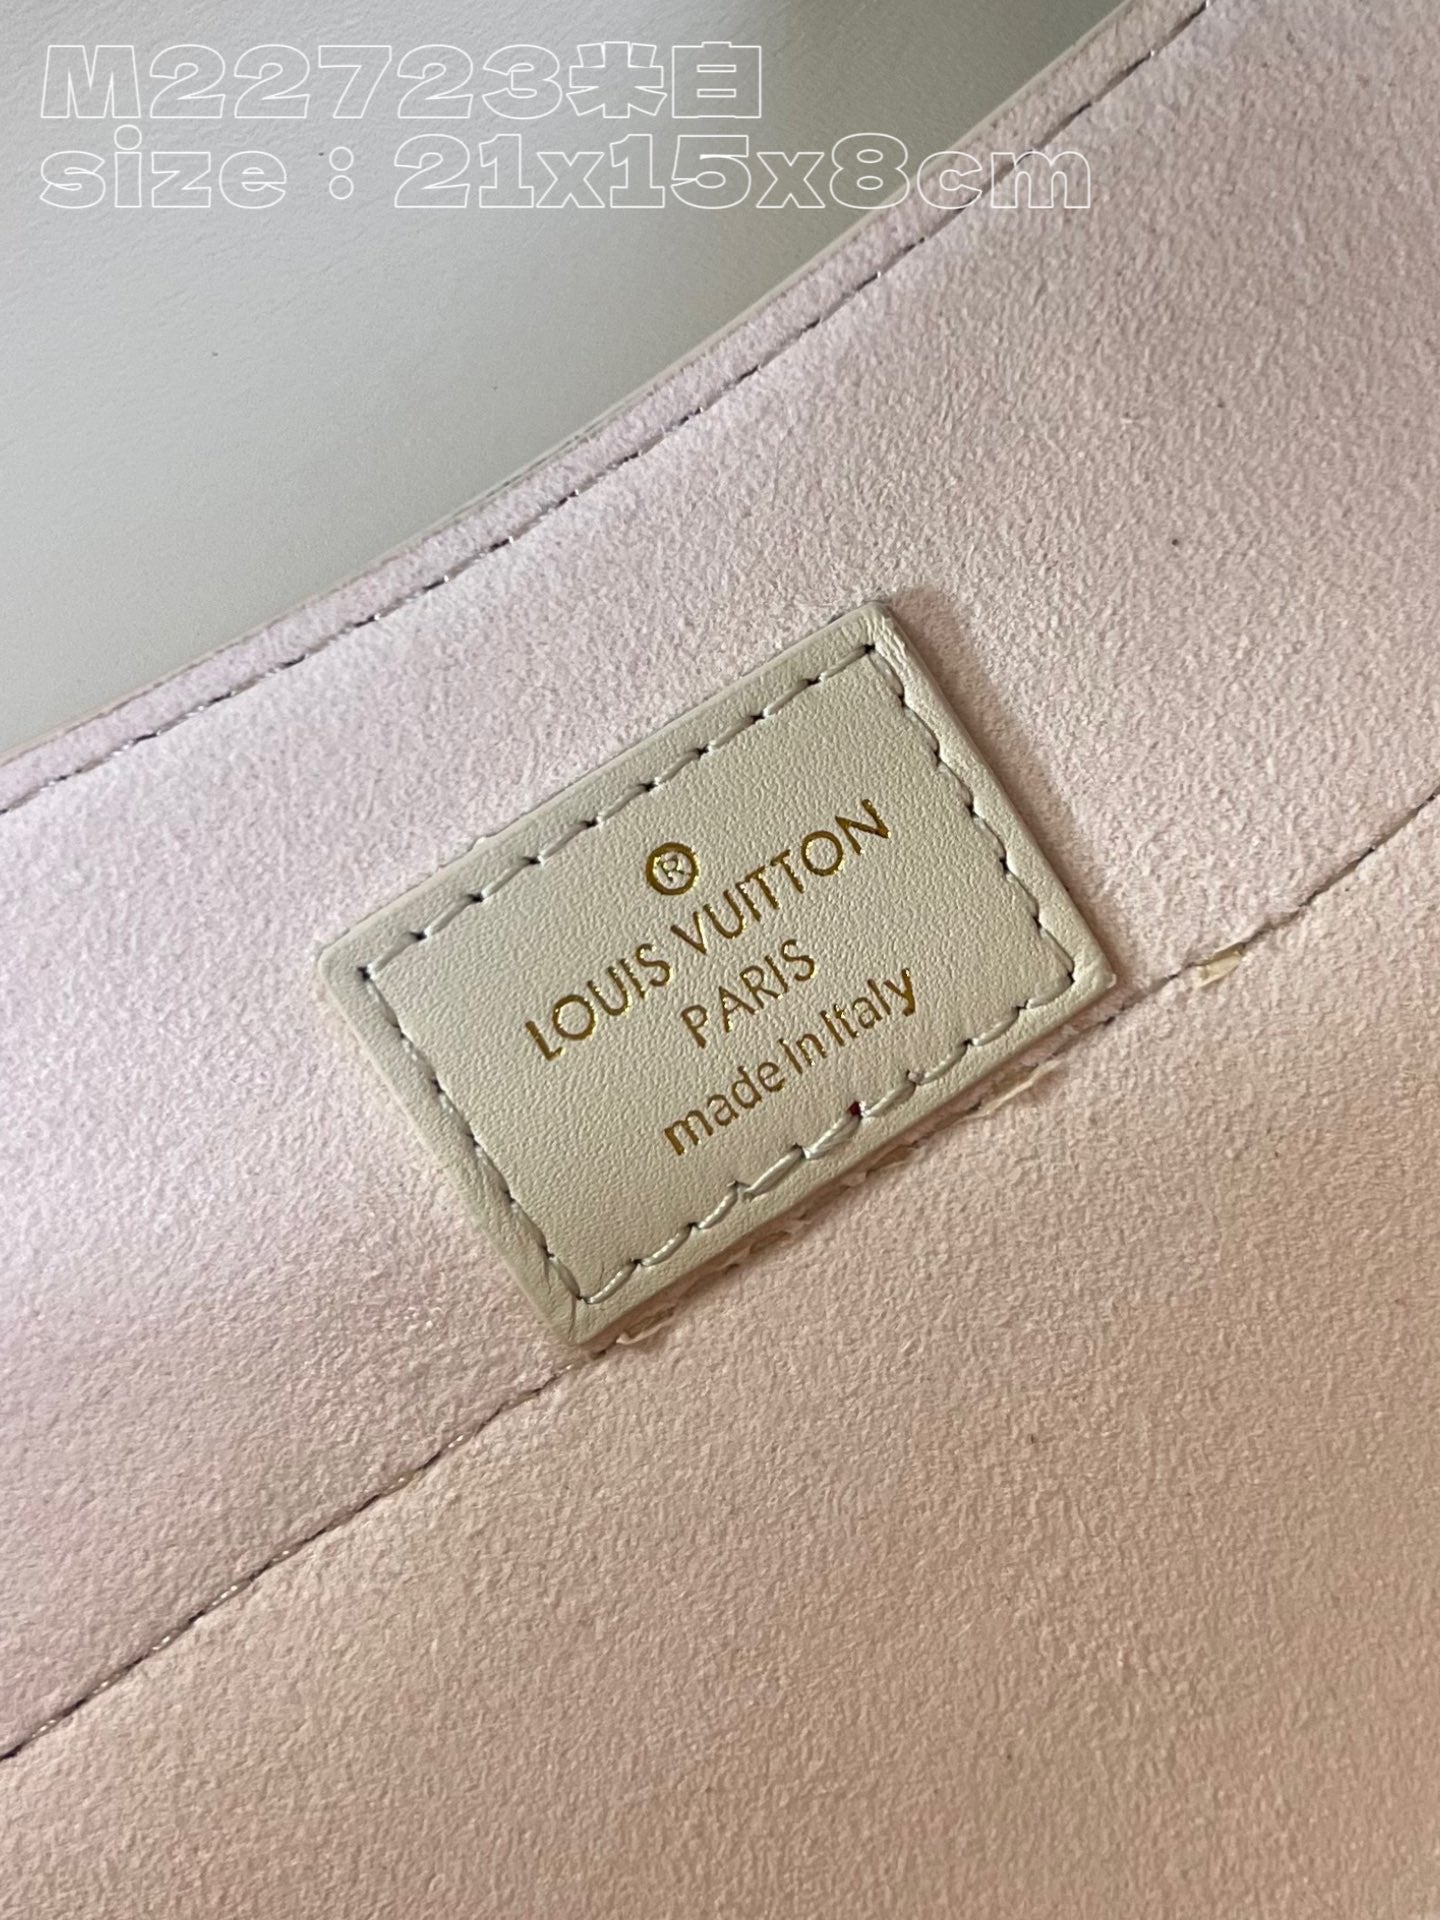 M22723米白
size：21x15x8cm
®
LOUIS VUITTON
PARIS
made in Italy